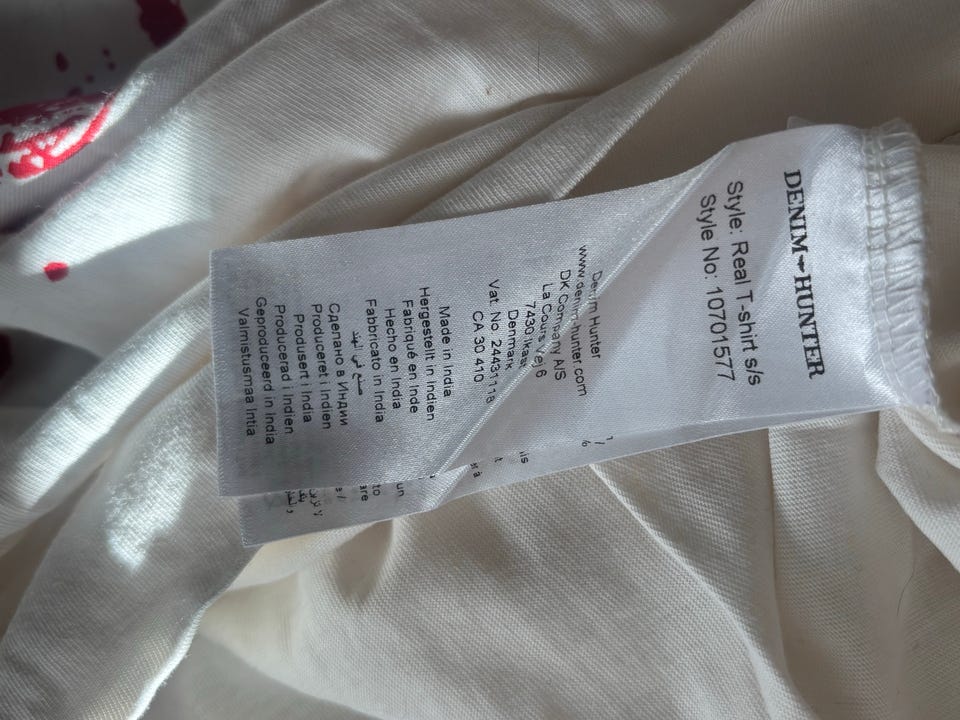 DENIM HUNTER
Style: Real T-shirt s/s
Style No: 10701577
Denim Hunter
www.denim-hunter.com
DK Company A/S
La Cours Vej 6
7430 Ikast
Denmark
Vat. No. 24431118
CA 30 410
Made in India
Hergestellt in Indien
Fabriqué en Inde
Hecho en India
Fabbricato in India
صنع في الهند
Сделано в Индии
Produceret i Indien
Produsert i India
Producerad i Indien
Geproduceerd in India
Valmistusmaa Intia